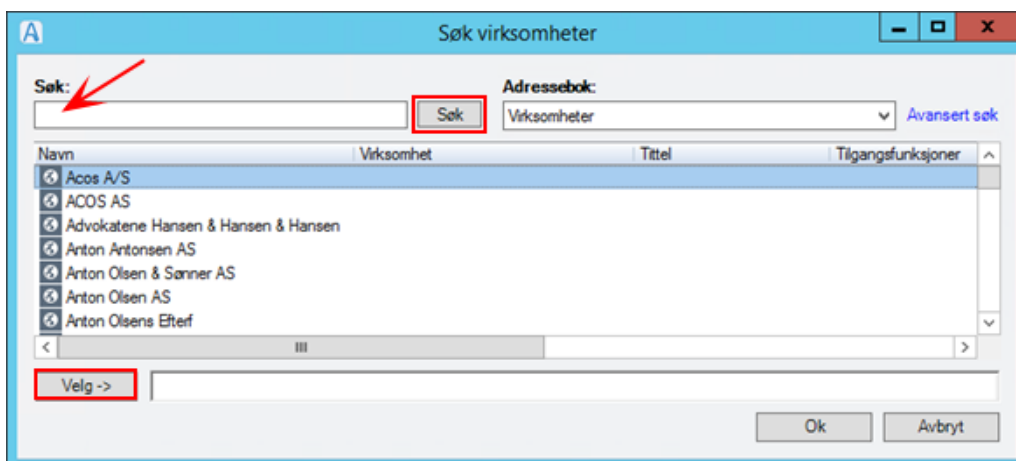 A
Søk virksomheter
Søk:
Adressebok:
Søk
Virksomheter
Avansert søk
Navn Virksomhet Tittel Tilgangsfunksjoner
Acos A/S
ACOS AS
Advokatene Hansen & Hansen & Hansen
Anton Antonsen AS
Anton Olsen & Sønner AS
Anton Olsen AS
Anton Olsens Efterf
Velg ->
Ok Avbryt